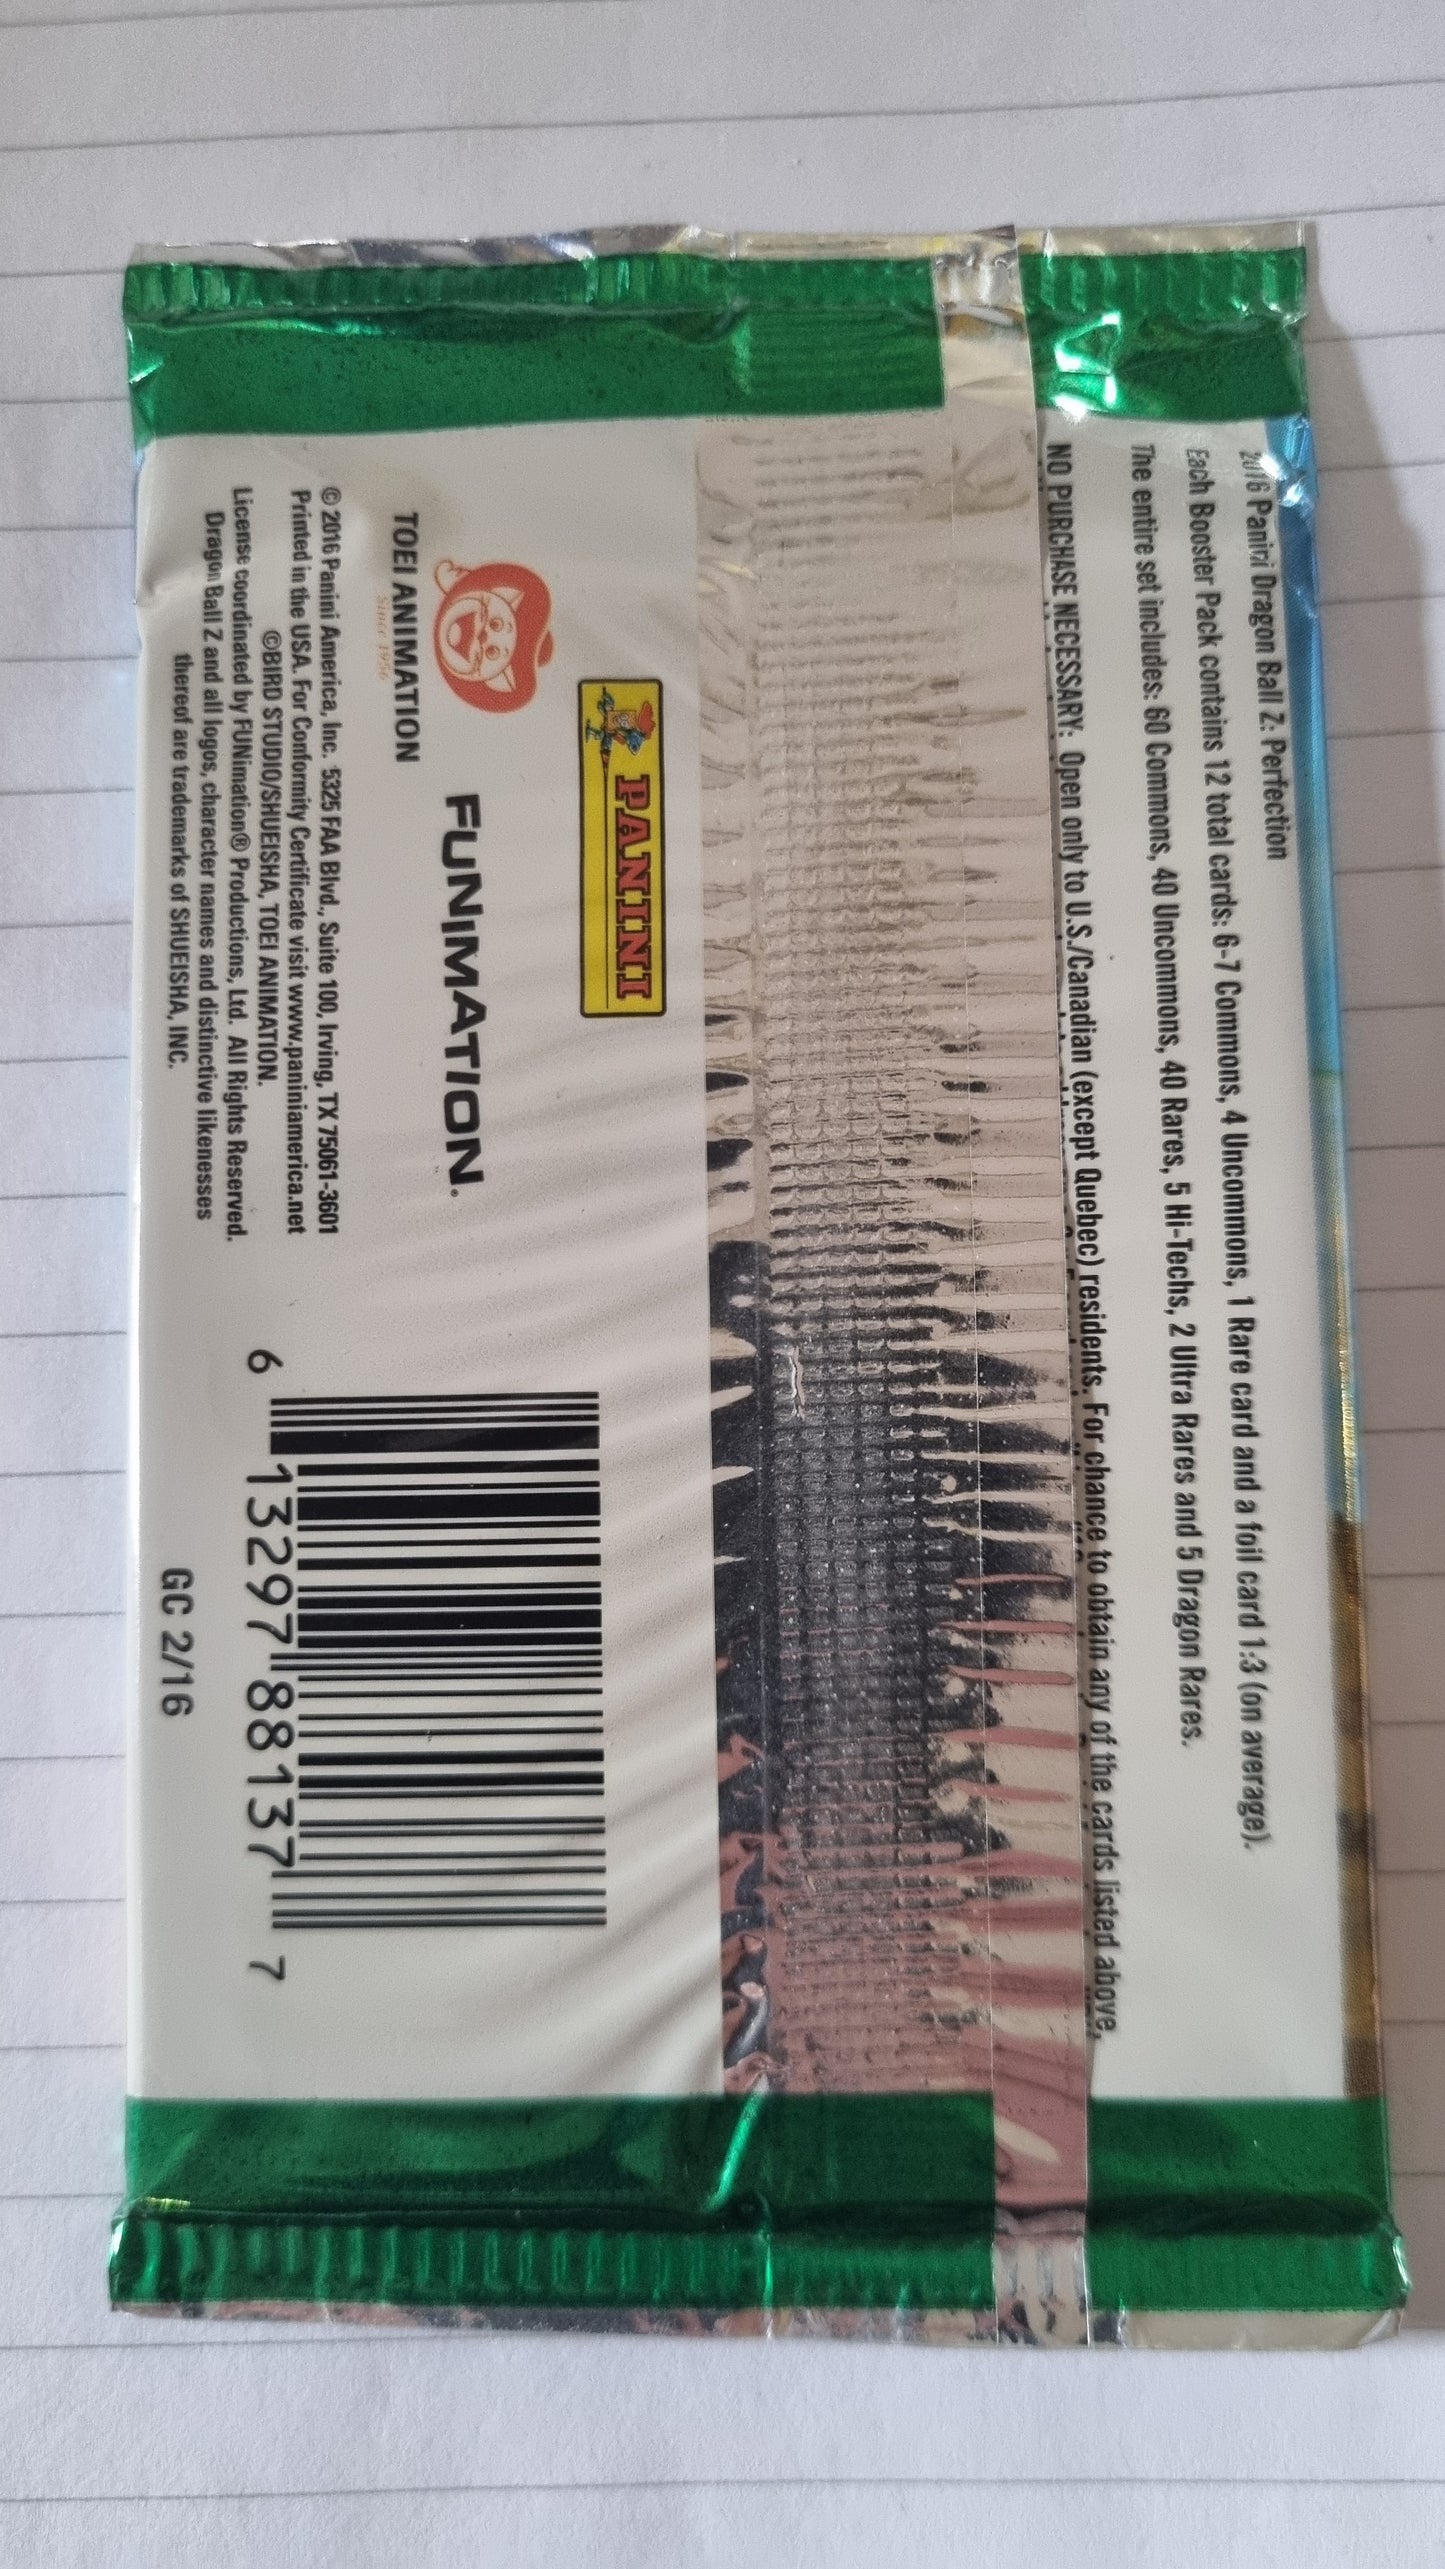 2016 Panini Dragon Ball Z: Perfection
Each Booster Pack contains 12 total cards: 6-7 Commons, 4 Uncommons, 1 Rare card and a foil card 1:3 (on average).
The entire set includes: 60 Commons, 40 Uncommons, 40 Rares, 5 Hi-Techs, 2 Ultra Rares and 5 Dragon Rares.
NO PURCHASE NECESSARY: Open only to U.S./Canadian (except Quebec) residents. For chance to obtain any of the cards listed above,
PANINI
TOEI ANIMATION
Since 1956
FUNIMATION.
© 2016 Panini America, Inc. 5325 FAA Blvd., Suite 100, Irving, TX 75061-3601
Printed in the USA. For Conformity Certificate visit www.paniniamerica.net
©BIRD STUDIO/SHUEISHA, TOEI ANIMATION.
License coordinated by FUNimation® Productions, Ltd. All Rights Reserved.
Dragon Ball Z and all logos, character names and distinctive likenesses
thereof are trademarks of SHUEISHA, INC.
6 13297 88137 7
GC 2/16